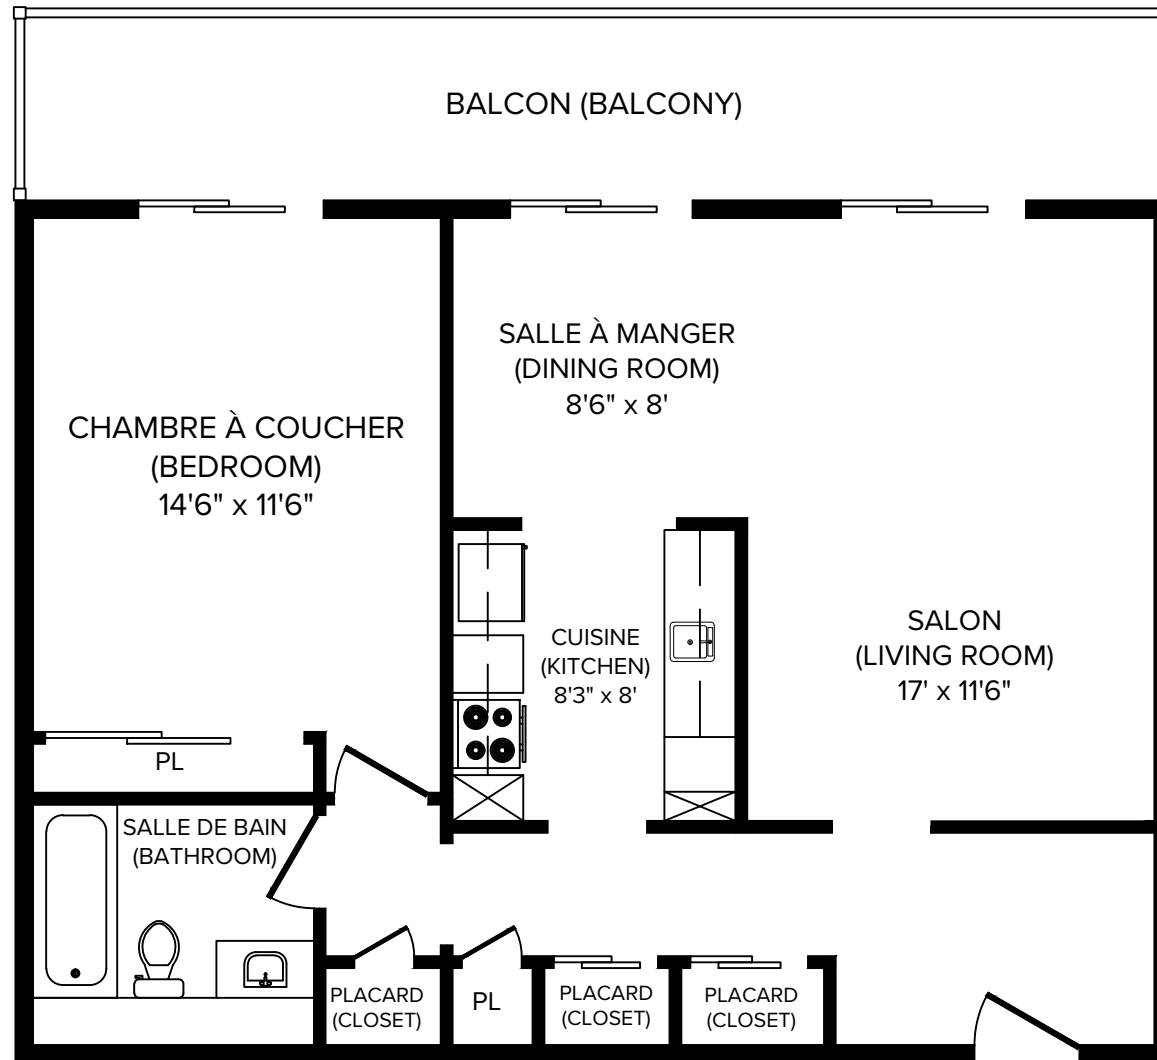 BALCON (BALCONY)
SALLE À MANGER
(DINING ROOM)
8'6" x 8'
CHAMBRE À COUCHER
(BEDROOM)
14'6" x 11'6"
CUISINE
(KITCHEN)
8'3" x 8'
SALON
(LIVING ROOM)
17' x 11'6"
PL
SALLE DE BAIN
(BATHROOM)
PLACARD
(CLOSET)
PL
PLACARD
(CLOSET)
PLACARD
(CLOSET)